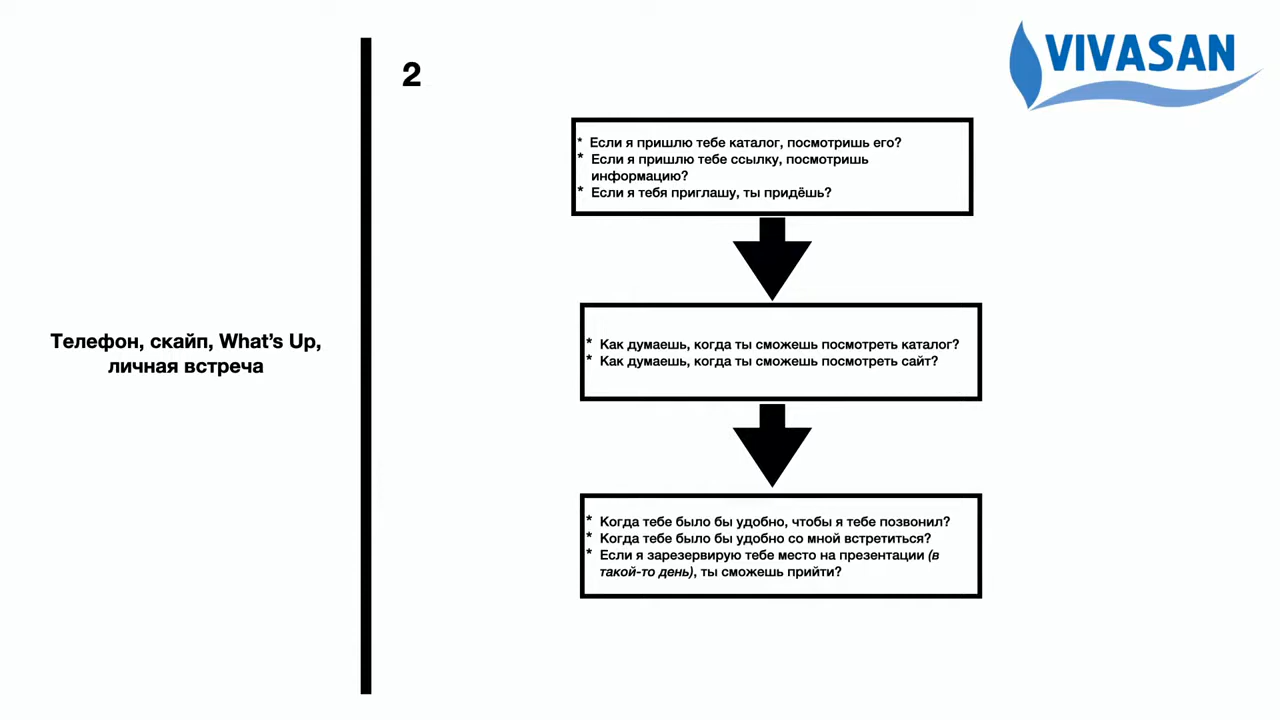 VIVASAN
2
* Если я пришлю тебе каталог, посмотришь его?
* Если я пришлю тебе ссылку, посмотришь
информацию?
* Если я тебя приглашу, ты придёшь?
Телефон, скайп, What’s Up,
личная встреча
* Как думаешь, когда ты сможешь посмотреть каталог?
* Как думаешь, когда ты сможешь посмотреть сайт?
* Когда тебе было бы удобно, чтобы я тебе позвонил?
* Когда тебе было бы удобно со мной встретиться?
* Если я зарезервирую тебе место на презентации (в
такой-то день), ты сможешь прийти?